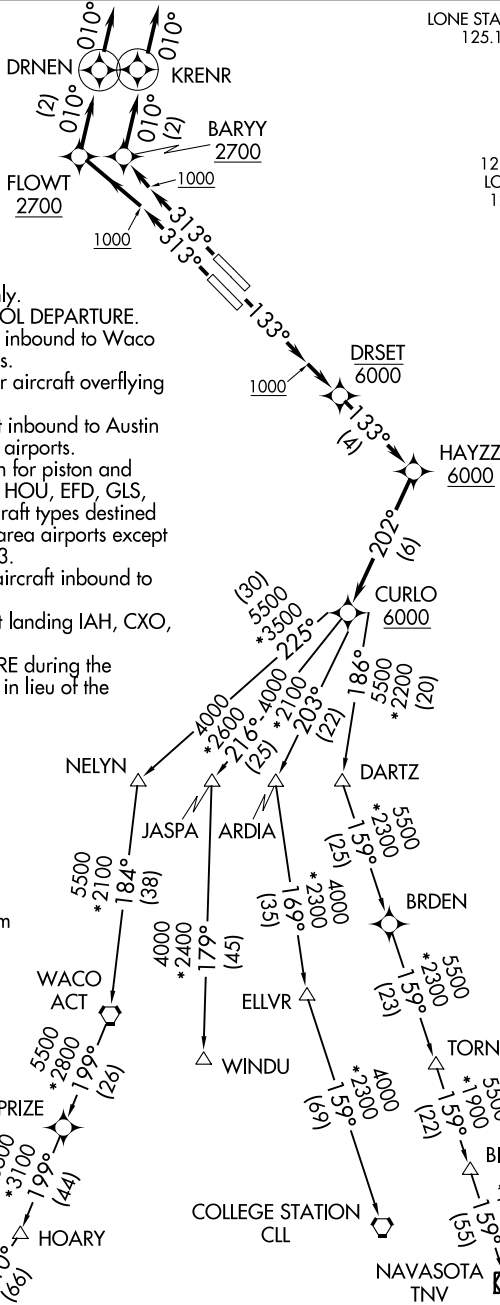 LONE STA
125.1
010°
010°
DRNEN
KRENR
(2)
010°
010°
(2)
BARYY
2700
FLOWT
2700
1000
1000
313°
313°
12
LO
1
nly.
OL DEPARTURE.
inbound to Waco
s.
r aircraft overflying
t inbound to Austin
airports.
n for piston and
HOU, EFD, GLS,
raft types destined
area airports except
3.
aircraft inbound to
t landing IAH, CXO,
RE during the
in lieu of the
133°
1000
DRSET
6000
133°
(4)
HAYZZ
6000
202°
(6)
CURLO
6000
(30)
5500
*3500
225°
4000
*2600
216°-4000
*2100
(25)
203°
(22)
186°
5500
*2200
(20)
NELYN
JASPA
ARDIA
DARTZ
5500
*2100
184°
(38)
4000
*2400
179°
(45)
4000
*2300
169°
(35)
5500
*2300
159°
(25)
BRDEN
m
WACO
ACT
ELLVR
5500
*2300
159°
(23)
WINDU
TORN
5500
*2800
199°
(26)
PRIZE
4000
*2300
159°
(69)
5500
*1900
159°
(22)
*3100
199°
(44)
HOARY
(66)
COLLEGE STATION
CLL
159°
(55)
NAVASOTA
TNV